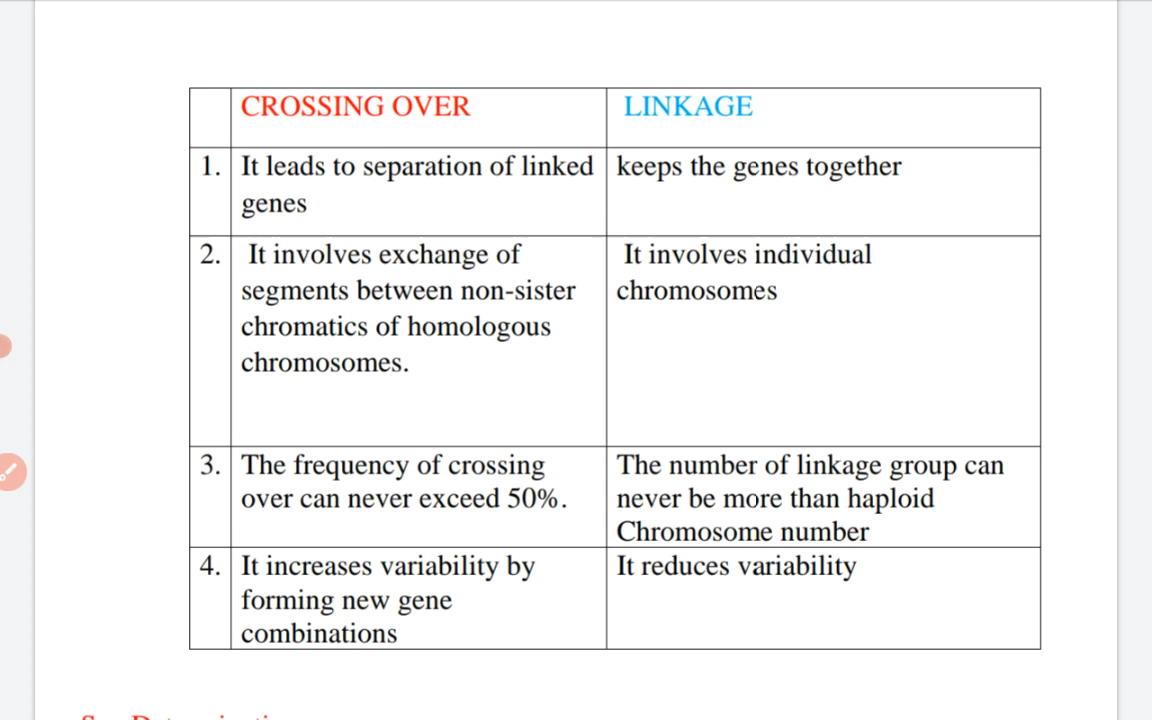 CROSSING OVER LINKAGE
1. It leads to separation of linked keeps the genes together
genes
2. It involves exchange of It involves individual
segments between non-sister chromosomes
chromatics of homologous
chromosomes.
3. The frequency of crossing The number of linkage group can
over can never exceed 50%. never be more than haploid
Chromosome number
4. It increases variability by It reduces variability
forming new gene
combinations